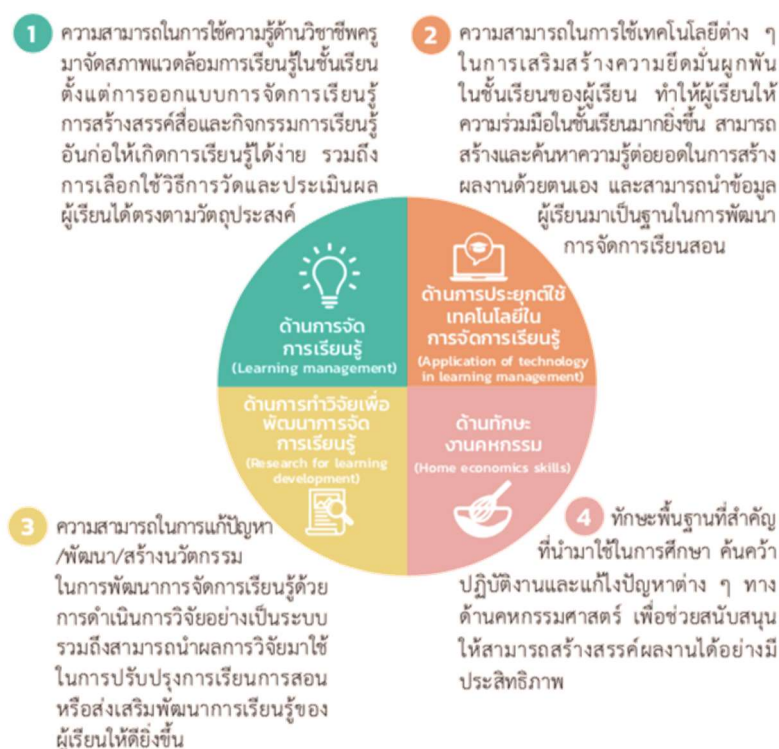 1
ความสามารถในการใช้ความรู้ด้านวิชาชีพครู
มาจัดสภาพแวดล้อมการเรียนรู้ในชั้นเรียน
ตั้งแต่การออกแบบการจัดการเรียนรู้
การสร้างสรรค์สื่อและกิจกรรมการเรียนรู้
อันก่อให้เกิดการเรียนรู้ได้ง่าย รวมถึง
การเลือกใช้วิธีการวัดและประเมินผล
ผู้เรียนได้ตรงตามวัตถุประสงค์
2
ความสามารถในการใช้เทคโนโลยีต่าง ๆ
ในการเสริมสร้างความยึดมั่นผูกพัน
ในชั้นเรียนของผู้เรียน ทำให้ผู้เรียนให้
ความร่วมมือในชั้นเรียนมากยิ่งขึ้น สามารถ
สร้างและค้นหาความรู้ต่อยอดในการสร้าง
ผลงานด้วยตนเอง และสามารถนำข้อมูล
ผู้เรียนมาเป็นฐานในการพัฒนา
การจัดการเรียนสอน
ด้านการจัด
การเรียนรู้
(Learning management)
ด้านการประยุกต์ใช้
เทคโนโลยีใน
การจัดการเรียนรู้
(Application of technology
in learning management)
ด้านการทำวิจัยเพื่อ
พัฒนาการจัด
การเรียนรู้
(Research for learning
development)
ด้านทักษะ
งานคหกรรม
(Home economics skills)
3
ความสามารถในการแก้ปัญหา
/พัฒนา/สร้างนวัตกรรม
ในการพัฒนาการจัดการเรียนรู้ด้วย
การดำเนินการวิจัยอย่างเป็นระบบ
รวมถึงสามารถนำผลการวิจัยมาใช้
ในการปรับปรุงการเรียนการสอน
หรือส่งเสริมพัฒนาการเรียนรู้ของ
ผู้เรียนให้ดียิ่งขึ้น
4
ทักษะพื้นฐานที่สำคัญ
ที่นำมาใช้ในการศึกษา ค้นคว้า
ปฏิบัติงานและแก้ไงปัญหาต่าง ๆ ทาง
ด้านคหกรรมศาสตร์ เพื่อช่วยสนับสนุน
ให้สามารถสร้างสรรค์ผลงานได้อย่างมี
ประสิทธิภาพ